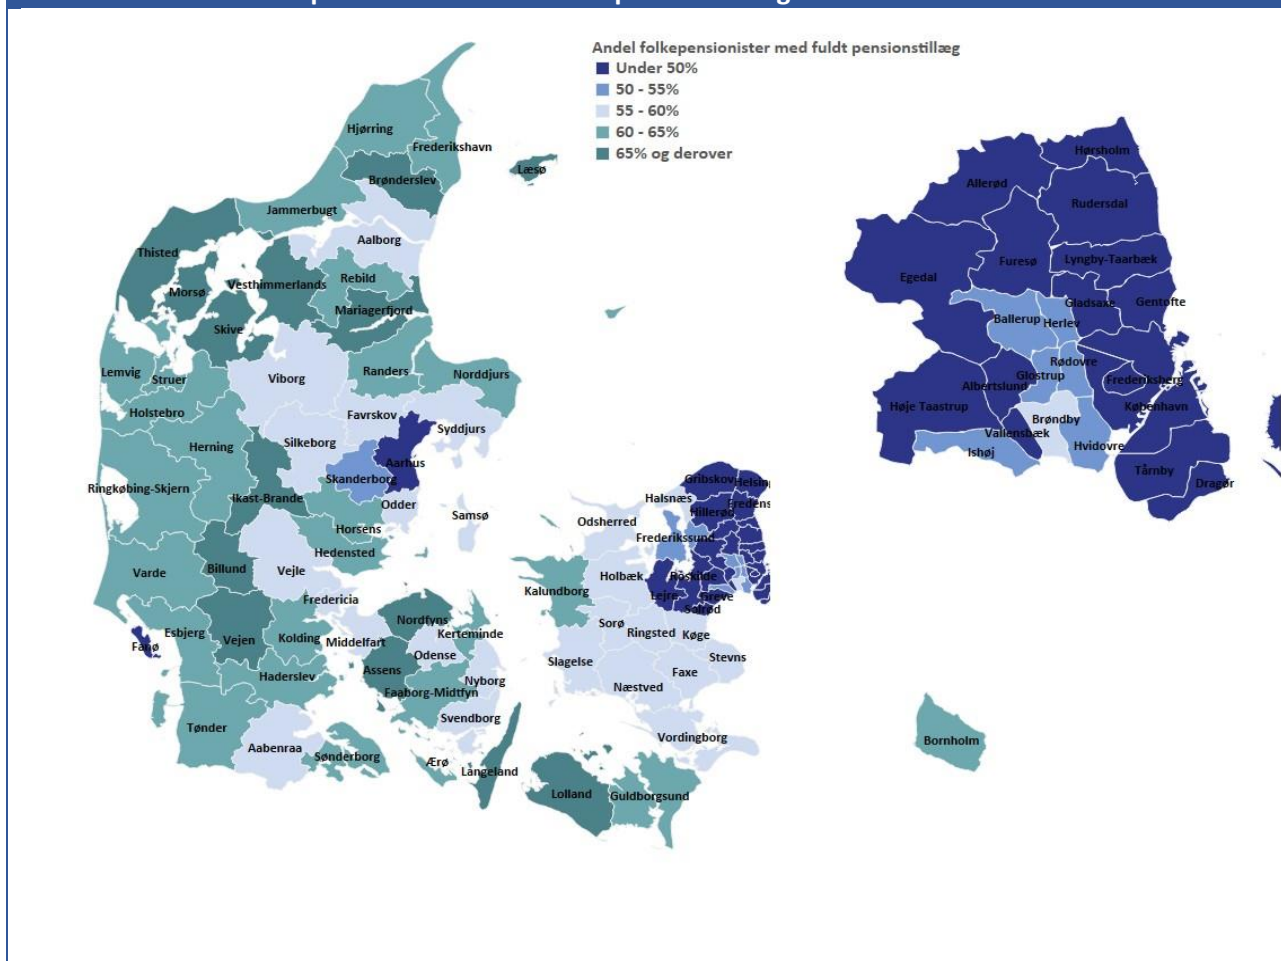 Andel folkepensionister med fuldt pensionstillæg
Under 50%
50 - 55%
55 - 60%
60 - 65%
65% og derover
Hjørring
Frederikshavn
Læsø
Brønderslev
Jammerbugt
Aalborg
Thisted
Rebild
Vesthimmerlands
Morsø
Mariagerfjord
Skive
Lemvig
Struer
Viborg
Randers
Norddjurs
Holstebro
Favrskov
Syddjurs
Herning
Silkeborg
Aarhus
Skanderborg
Ringkøbing-Skjern
Ikast-Brande
Odder
Samsø
Horsens
Hedensted
Varde
Billund
Vejle
Fredericia
Esbjerg
Fanø
Vejen
Kolding
Middelfart
Nordfyns
Kerteminde
Odense
Haderslev
Assens
Nyborg
Faaborg-Midtfyn
Svendborg
Tønder
Aabenraa
Sønderborg
Ærø
Langeland
Gribskov
Helsing
Halsnæs
Hillerød
Fredens
Odsherred
Frederikssund
Holbæk
Roskilde
Kalundborg
Lejre
Greve
Solrød
Sorø
Ringsted
Køge
Slagelse
Stevns
Faxe
Næstved
Vordingborg
Lolland
Guldborgsund
Bornholm
Hørsholm
Allerød
Rudersdal
Furesø
Lyngby-Taarbæk
Egedal
Gladsaxe
Gentofte
Ballerup
Herlev
Rødovre
Glostrup
Albertslund
Frederiksberg
Høje Taastrup
København
Brøndby
Vallensbæk
Hvidovre
Ishøj
Tårnby
Dragør